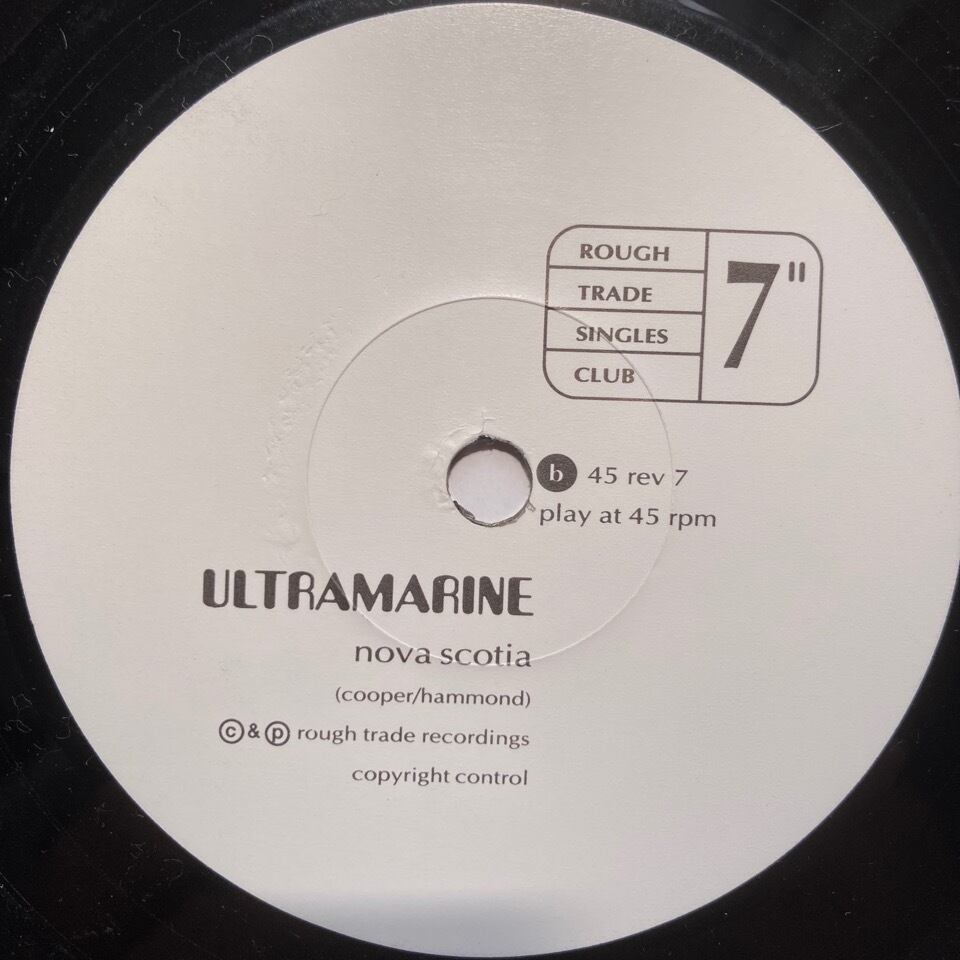 ROUGH
TRADE
SINGLES
CLUB
7"
b 45 rev 7
play at 45 rpm
ULTRAMARINE
nova scotia
(cooper/hammond)
©&℗ rough trade recordings
copyright control